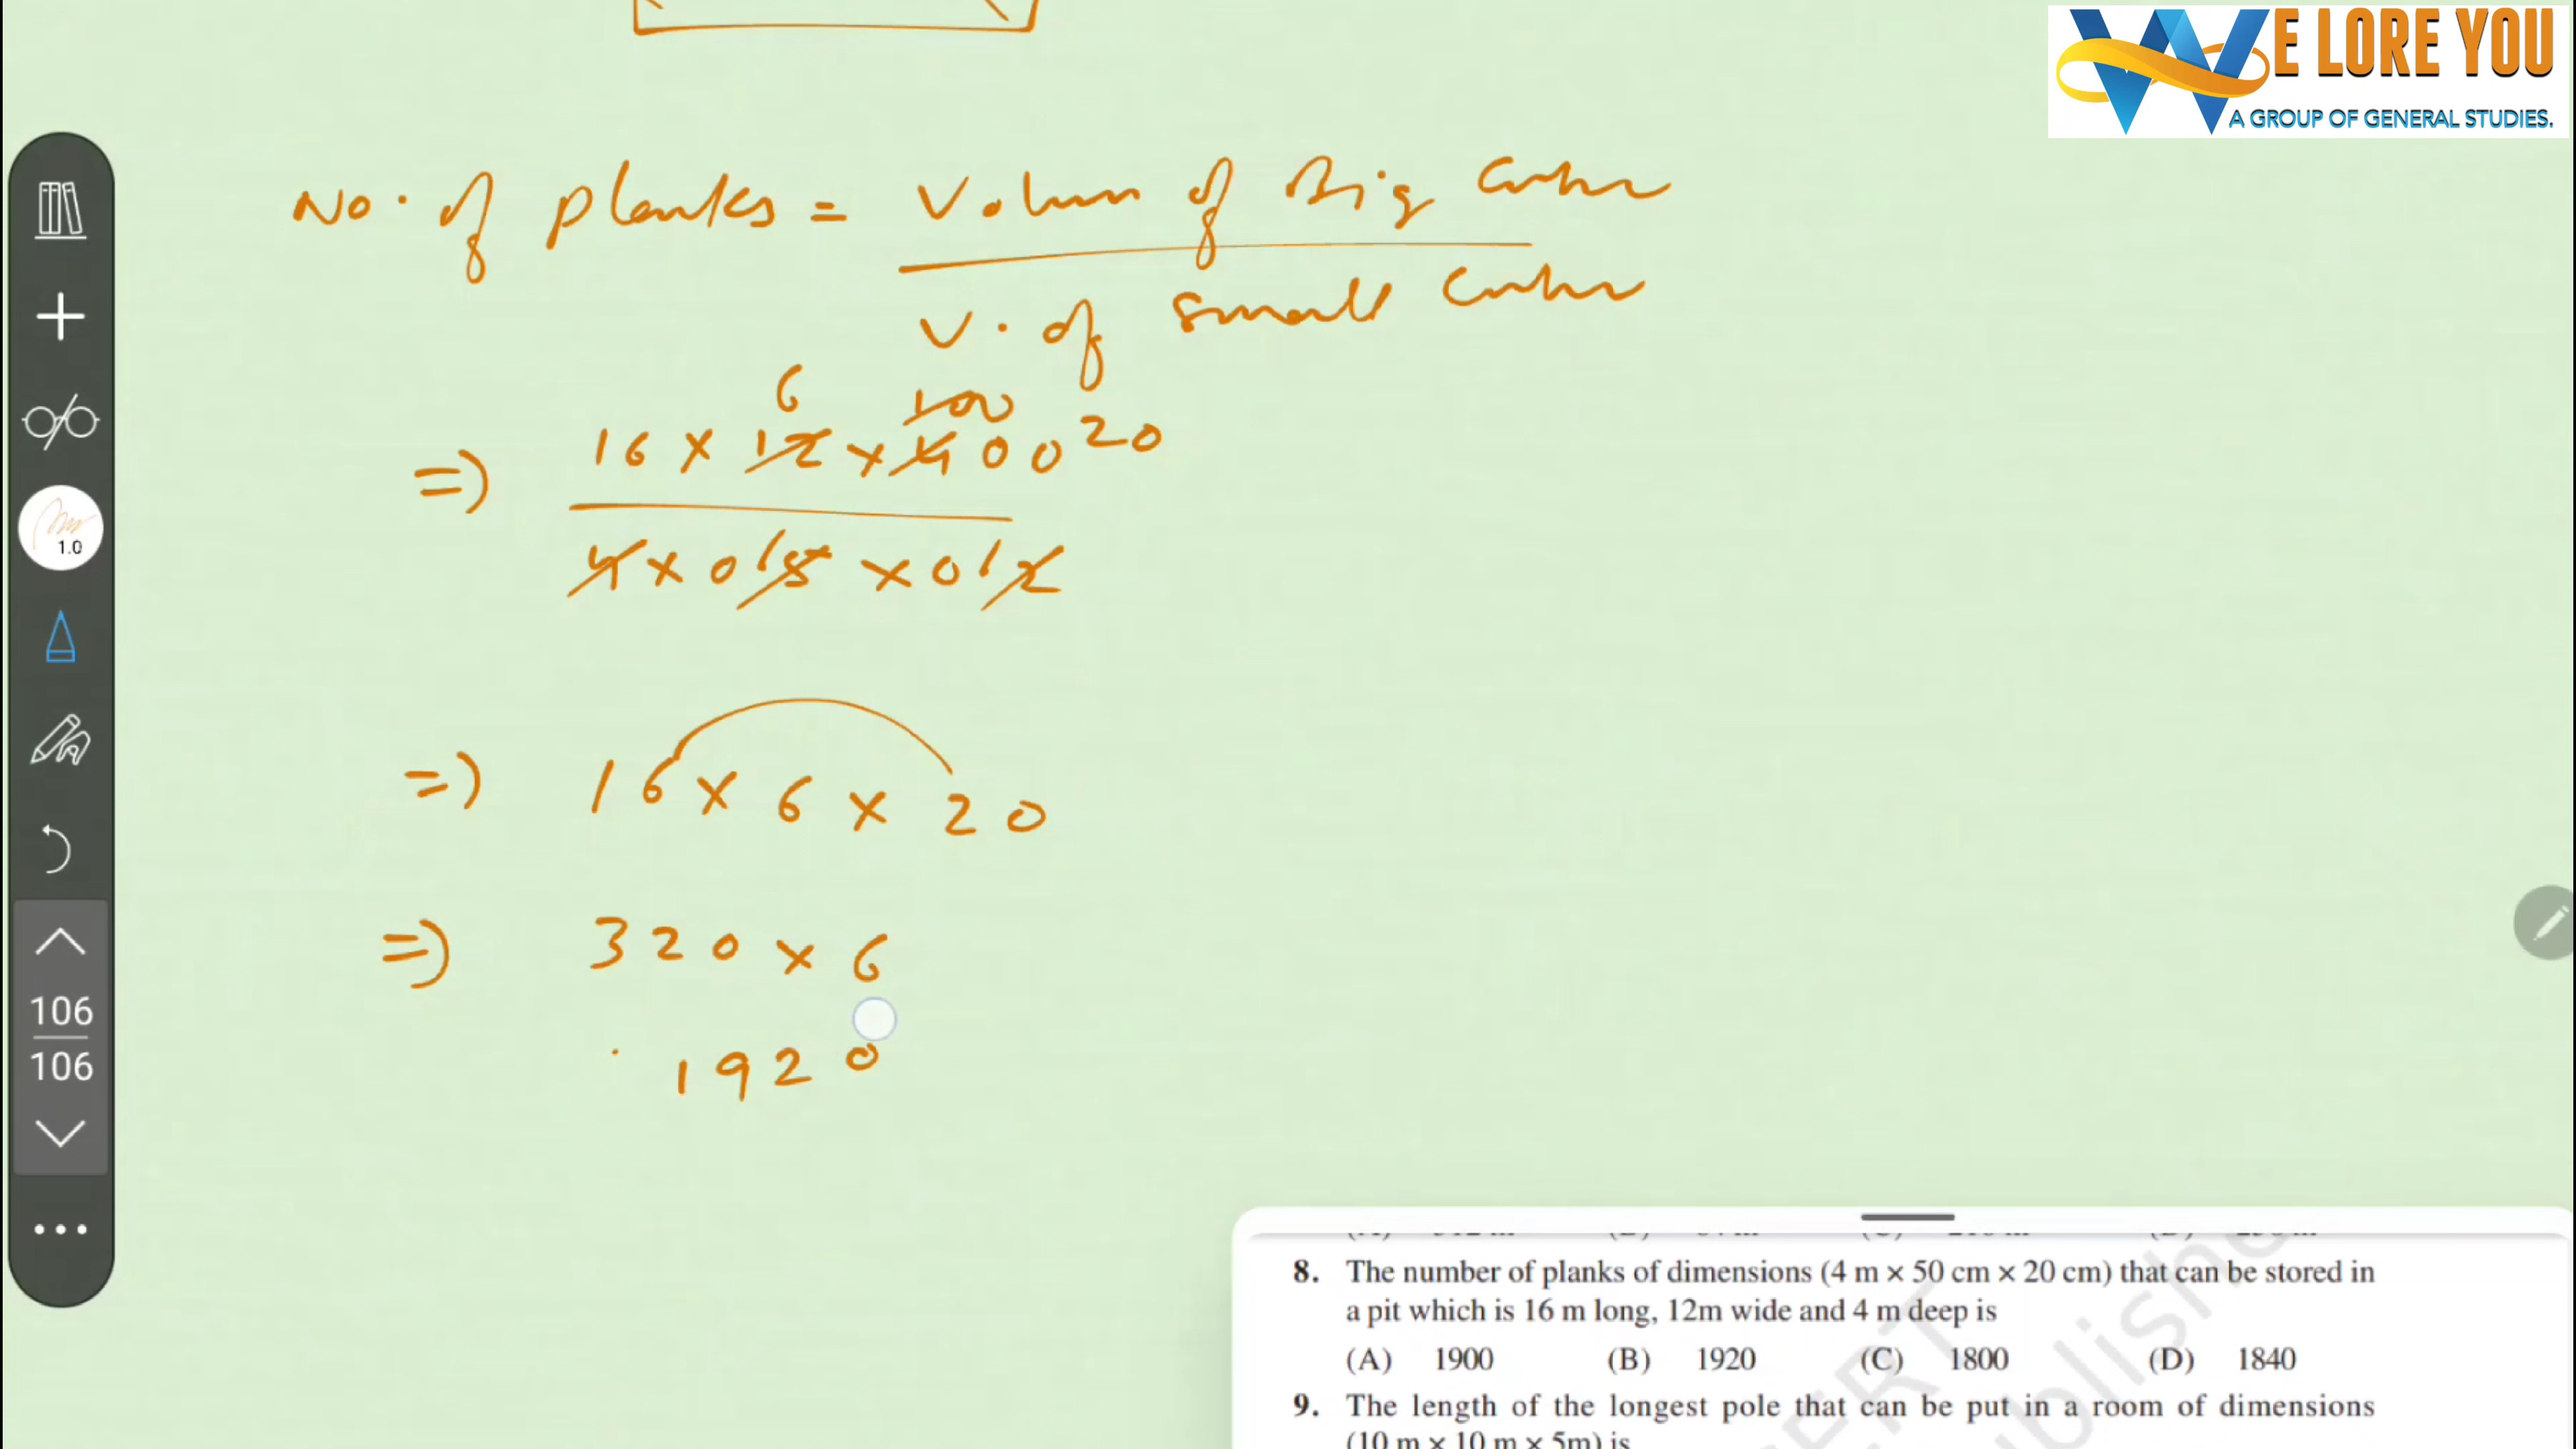 WE LORE YOU
A GROUP OF GENERAL STUDIES.
No. of planks = Volum of Big
V. of small
6 100
=) 16 x 12 x 400 20
4 x 0.5 x 0.2
=) 16 x 6 x 20
=) 320 x 6
1920
1.0
106
106
8. The number of planks of dimensions (4 m × 50 cm × 20 cm) that can be stored in
a pit which is 16 m long, 12m wide and 4 m deep is
(A) 1900 (B) 1920 (C) 1800 (D) 1840
9. The length of the longest pole that can be put in a room of dimensions
(10 m × 10 m × 5m) is